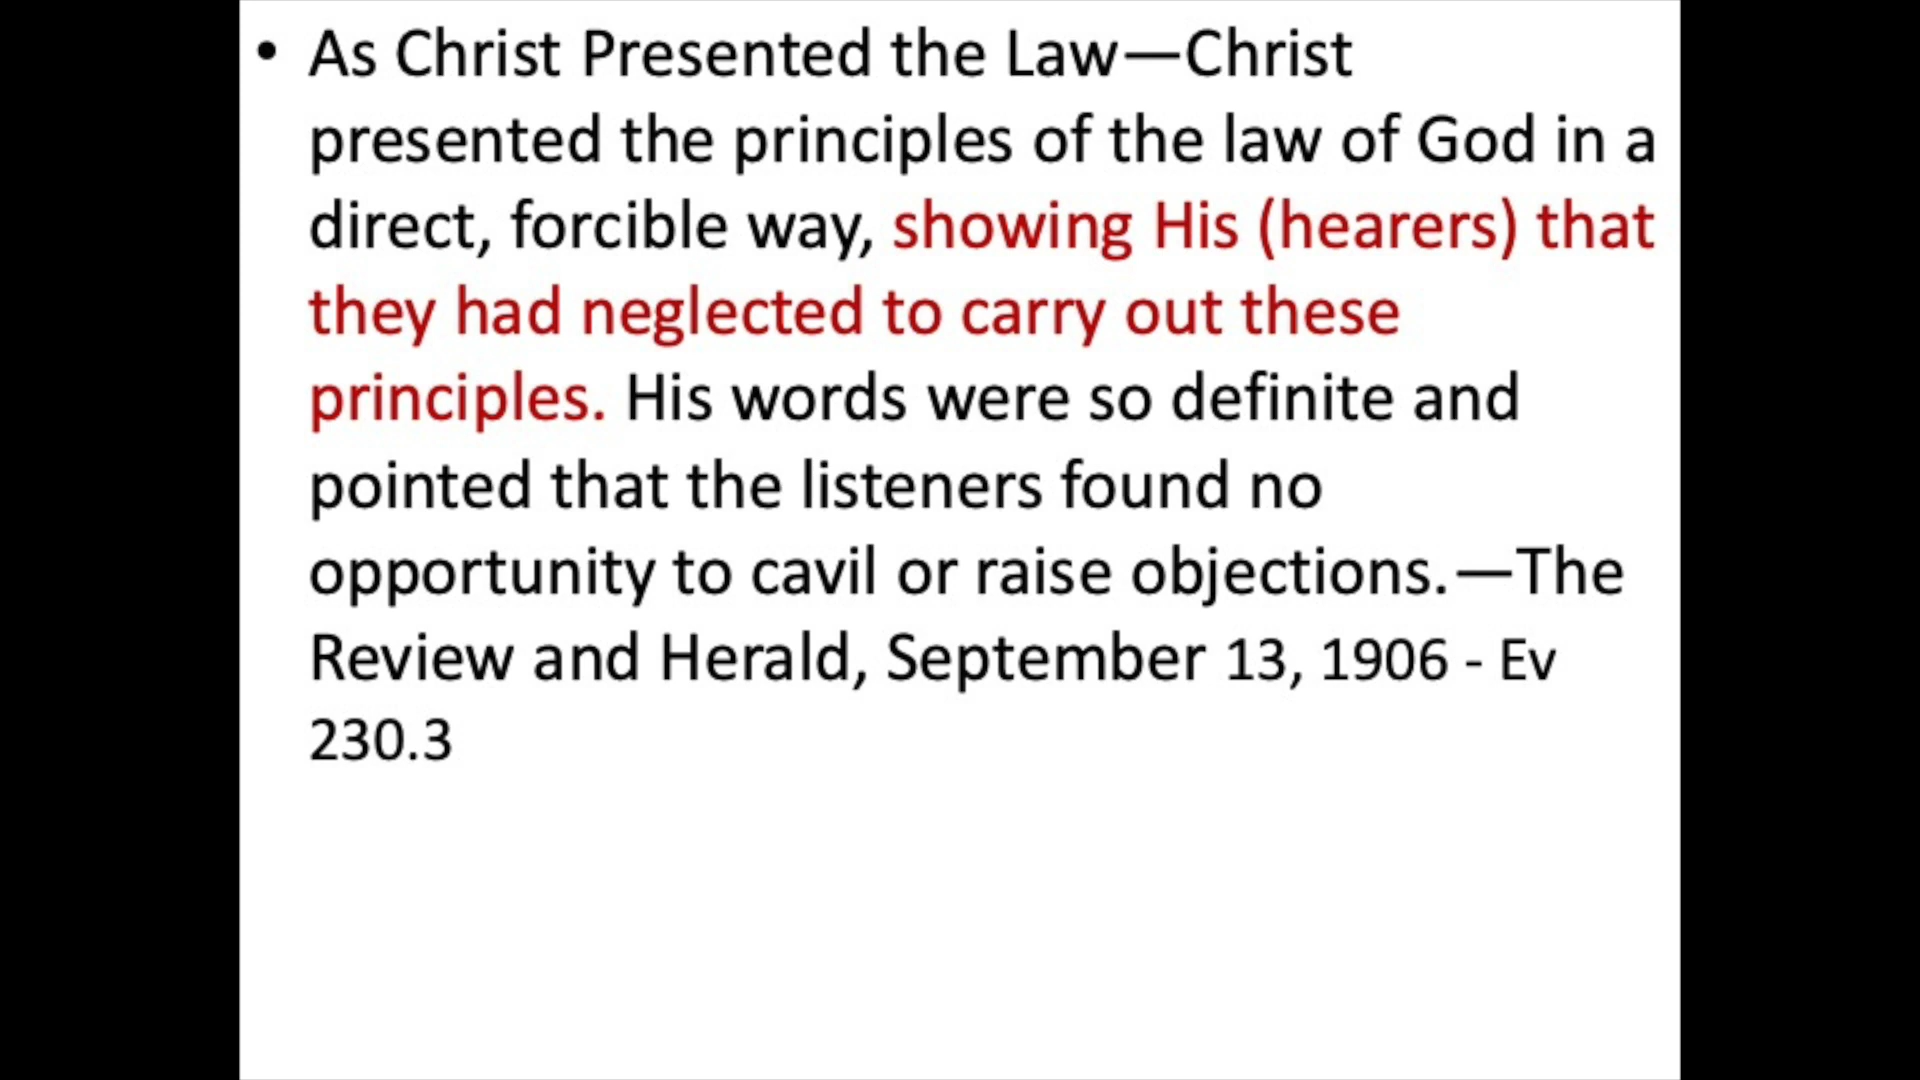 • As Christ Presented the Law—Christ
presented the principles of the law of God in a
direct, forcible way, showing His (hearers) that
they had neglected to carry out these
principles. His words were so definite and
pointed that the listeners found no
opportunity to cavil or raise objections.—The
Review and Herald, September 13, 1906 - Ev
230.3